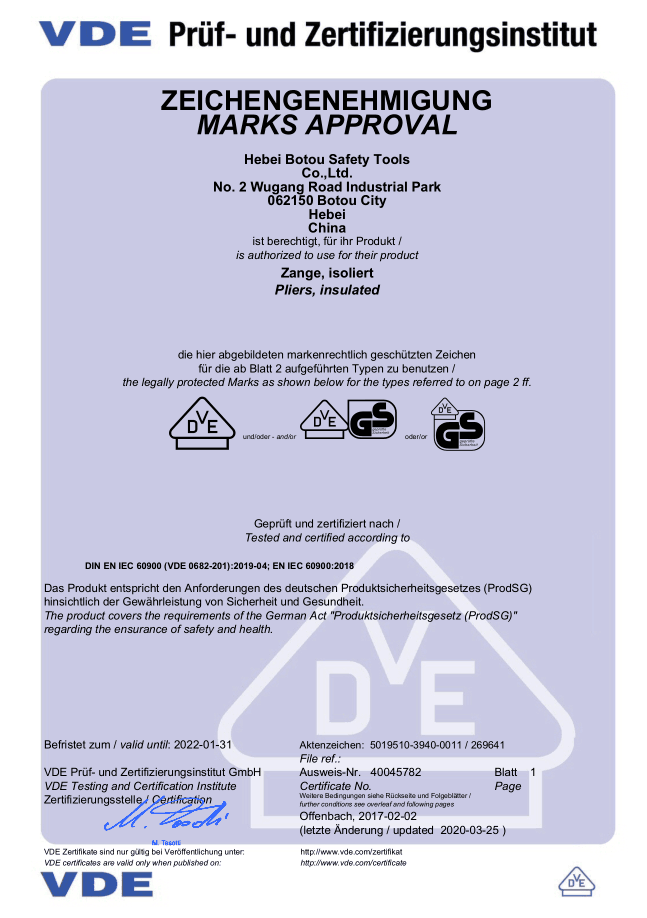 VDE Prüf- und Zertifizierungsinstitut
ZEICHENGENEHMIGUNG
MARKS APPROVAL
Hebei Botou Safety Tools
Co.,Ltd.
No. 2 Wugang Road Industrial Park
062150 Botou City
Hebei
China
ist berechtigt, für ihr Produkt /
is authorized to use for their product
Zange, isoliert
Pliers, insulated
die hier abgebildeten markenrechtlich geschützten Zeichen
für die ab Blatt 2 aufgeführten Typen zu benutzen /
the legally protected Marks as shown below for the types referred to on page 2 ff.
DVE und/oder - and/or DVE GS geprüfte Sicherheit oder/or DVE GS geprüfte Sicherheit
Geprüft und zertifiziert nach /
Tested and certified according to
DIN EN IEC 60900 (VDE 0682-201):2019-04; EN IEC 60900:2018
Das Produkt entspricht den Anforderungen des deutschen Produktsicherheitsgesetzes (ProdSG)
hinsichtlich der Gewährleistung von Sicherheit und Gesundheit.
The product covers the requirements of the German Act "Produktsicherheitsgesetz (ProdSG)"
regarding the ensurance of safety and health.
DVE
Befristet zum / valid until: 2022-01-31
VDE Prüf- und Zertifizierungsinstitut GmbH
VDE Testing and Certification Institute
Zertifizierungsstelle / Certification
M. Tesotti
Aktenzeichen: 5019510-3940-0011 / 269641
File ref.:
Ausweis-Nr. 40045782 Blatt 1
Certificate No. Page
Weitere Bedingungen siehe Rückseite und Folgeblätter /
further conditions see overleaf and following pages
Offenbach, 2017-02-02
(letzte Änderung / updated 2020-03-25 )
VDE Zertifikate sind nur gültig bei Veröffentlichung unter: http://www.vde.com/zertifikat
VDE certificates are valid only when published on: http://www.vde.com/certificate
VDE
DVE